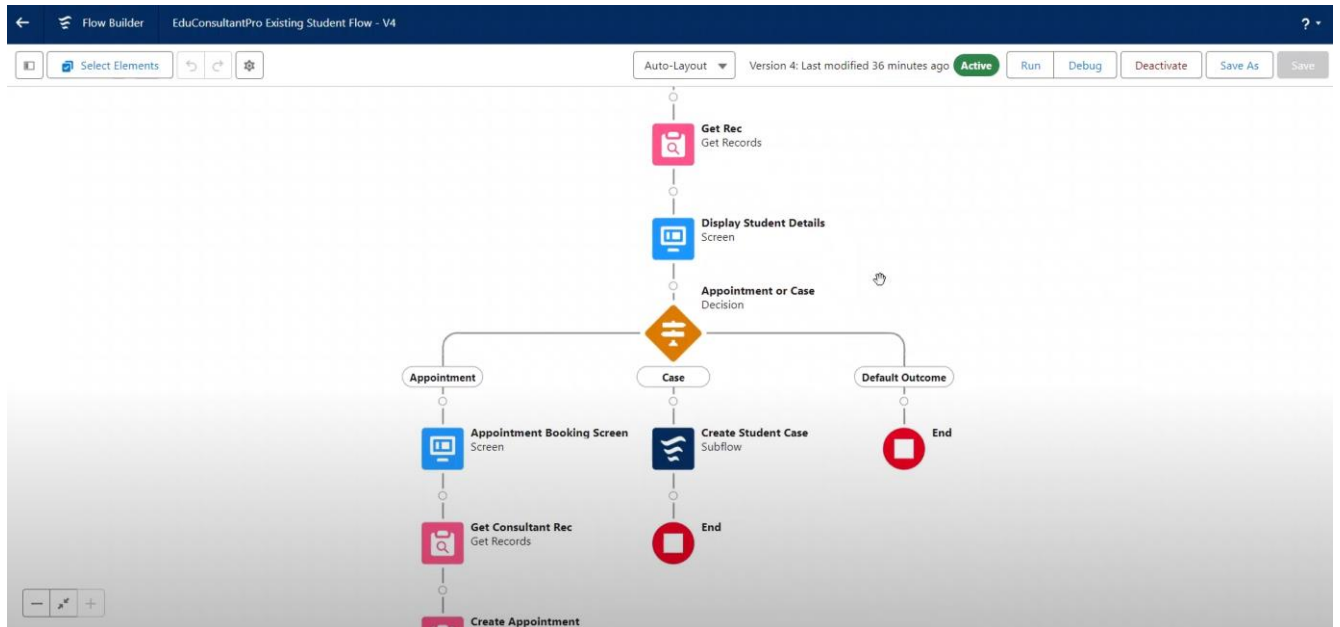 Flow Builder
EduConsultantPro Existing Student Flow - V4
?
Select Elements
Auto-Layout
Version 4: Last modified 36 minutes ago
Active
Run
Debug
Deactivate
Save As
Save
Get Rec
Get Records
Display Student Details
Screen
Appointment or Case
Decision
Appointment
Case
Default Outcome
Appointment Booking Screen
Screen
Create Student Case
Subflow
End
Get Consultant Rec
Get Records
End
Create Appointment